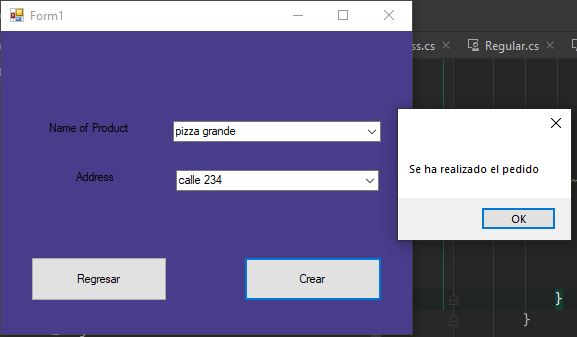 Form1
ss.cs
Regular.cs
Name of Product
pizza grande
Address
calle 234
Se ha realizado el pedido
OK
Regresar
Crear
}
}